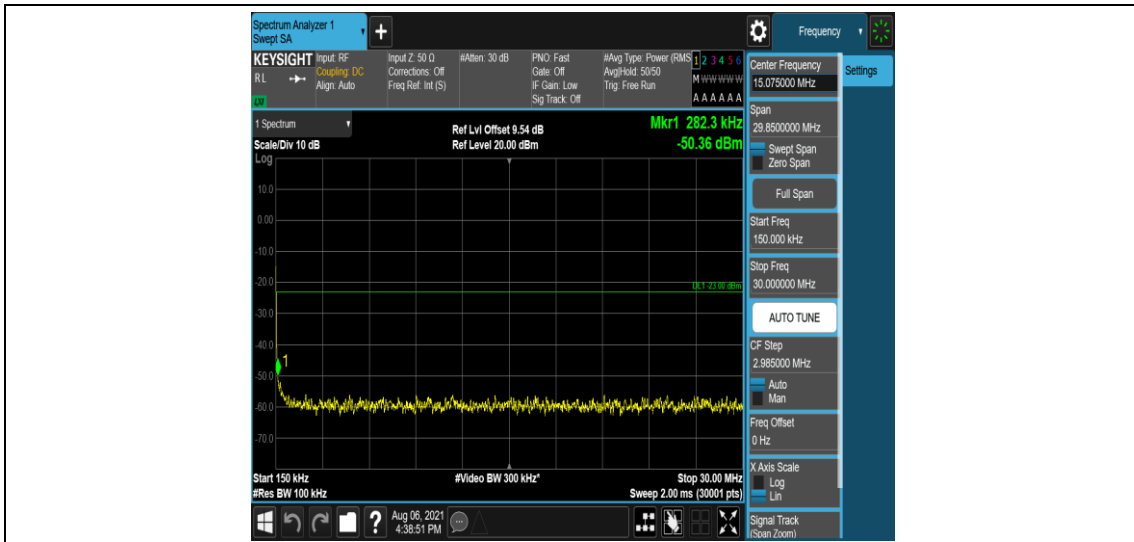 Spectrum Analyzer 1
Swept SA
+
Frequency
KEYSIGHT
RL
LM
Input: RF
Coupling: DC
Align: Auto
Input Z: 50 Ω
Corrections: Off
Freq Ref: Int (S)
#Atten: 30 dB
PNO: Fast
Gate: Off
IF Gain: Low
Sig Track: Off
#Avg Type: Power (RMS
Avg|Hold: 50/50
Trig: Free Run
1 2 3 4 5 6
M W W W W W
A A A A A A
1 Spectrum
Scale/Div 10 dB
Ref Lvl Offset 9.54 dB
Ref Level 20.00 dBm
Mkr1 282.3 kHz
-50.36 dBm
Log
10.0
0.00
-10.0
-20.0
DL1 -23.00 dBm
-30.0
-40.0
1
-50.0
-60.0
-70.0
Start 150 kHz
#Video BW 300 kHz*
Stop 30.00 MHz
#Res BW 100 kHz
Sweep 2.00 ms (30001 pts)
?
Aug 06, 2021
4:38:51 PM
Center Frequency
15.075000 MHz
Settings
Span
29.8500000 MHz
Swept Span
Zero Span
Full Span
Start Freq
150.000 kHz
Stop Freq
30.000000 MHz
AUTO TUNE
CF Step
2.985000 MHz
Auto
Man
Freq Offset
0 Hz
X Axis Scale
Log
Lin
Signal Track
(Span Zoom)